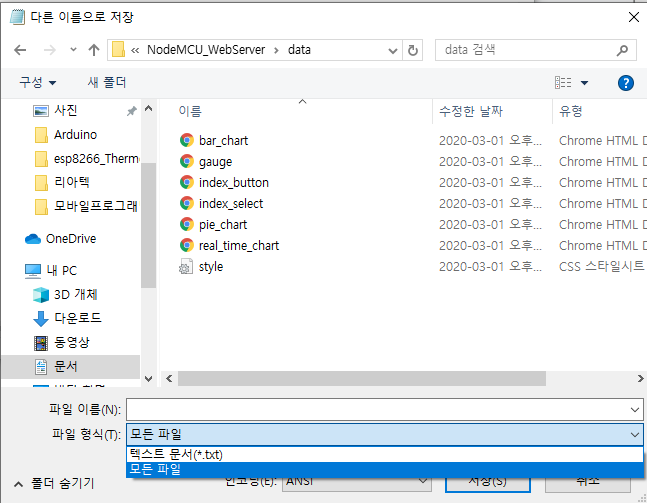 다른 이름으로 저장
« NodeMCU_WebServer > data
data 검색
구성
새 폴더
사진
Arduino
esp8266_Therm
리아텍
모바일프로그램
OneDrive
내 PC
3D 개체
다운로드
동영상
문서
이름 수정한 날짜 유형
bar_chart 2020-03-01 오후... Chrome HTML D
gauge 2020-03-01 오후... Chrome HTML D
index_button 2020-03-01 오후... Chrome HTML D
index_select 2020-03-01 오후... Chrome HTML D
pie_chart 2020-03-01 오후... Chrome HTML D
real_time_chart 2020-03-01 오후... Chrome HTML D
style 2020-03-01 오후... CSS 스타일시트
파일 이름(N):
파일 형식(T): 모든 파일
텍스트 문서(*.txt)
모든 파일
폴더 숨기기
인코딩(E): ANSI
저장(S)
취소